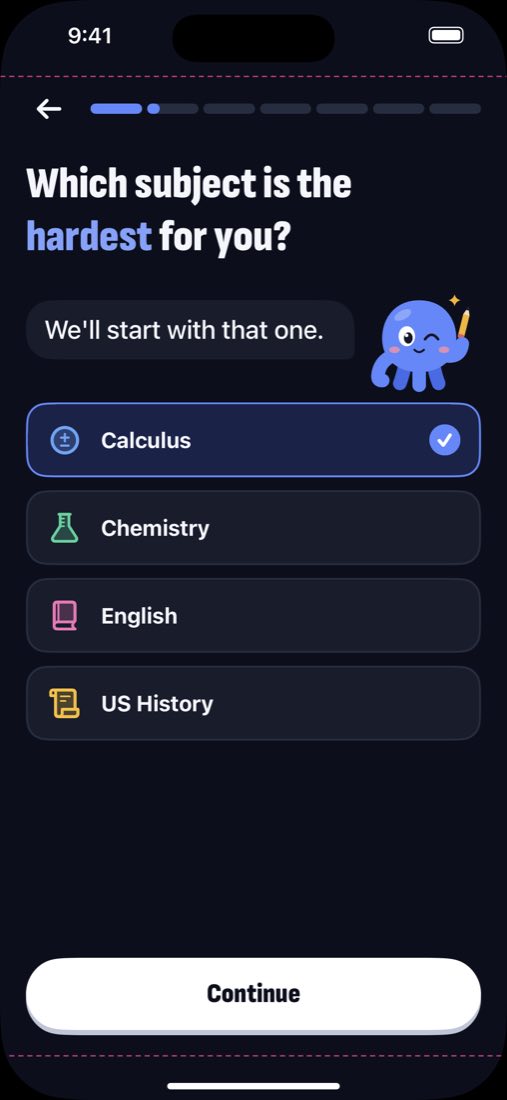 9:41
Which subject is the
hardest for you?
We'll start with that one.
Calculus
Chemistry
English
US History
Continue